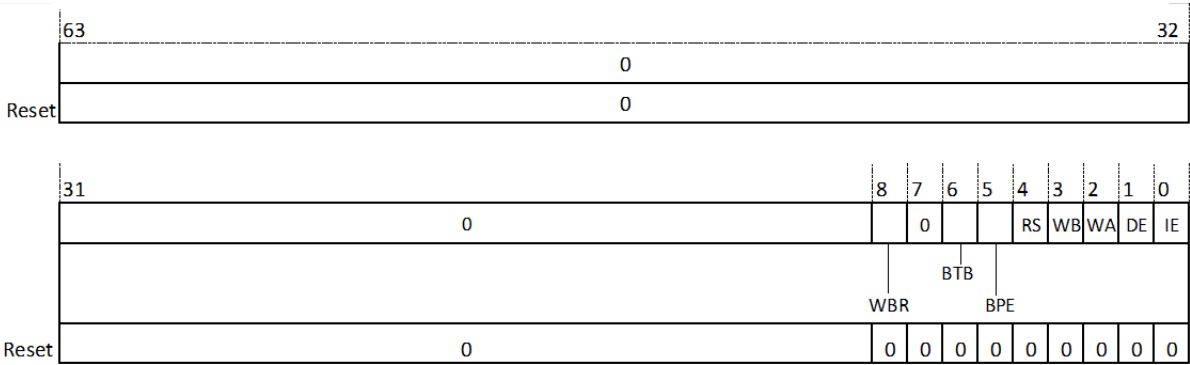 63 32
0
Reset 0
31 8 7 6 5 4 3 2 1 0
0 0 RS WB WA DE IE
BTB
WBR BPE
Reset 0 0 0 0 0 0 0 0 0 0